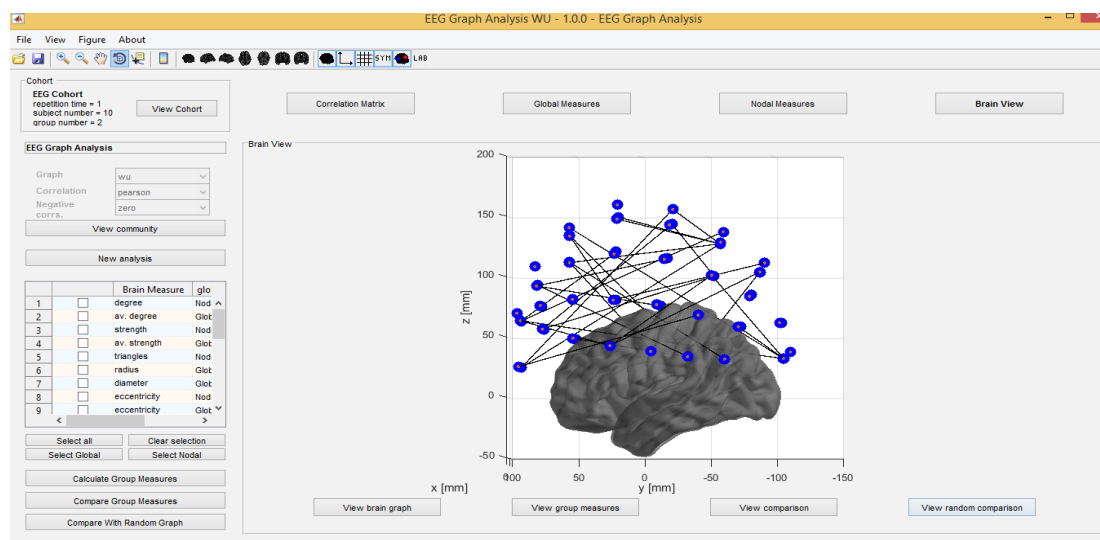 EEG Graph Analysis WU - 1.0.0 - EEG Graph Analysis
File View Figure About
SYM LAB
Cohort
EEG Cohort
repetition time = 1
subject number = 10
group number = 2
View Cohort
Correlation Matrix
Global Measures
Nodal Measures
Brain View
EEG Graph Analysis
Graph wu
Correlation pearson
Negative corrs. zero
View community
New analysis
Brain Measure glo
1 degree Nod
2 av. degree Glob
3 strength Nod
4 av. strength Glob
5 triangles Nod
6 radius Glob
7 diameter Glob
8 eccentricity Nod
9 eccentricity Glob
Select all Clear selection
Select Global Select Nodal
Calculate Group Measures
Compare Group Measures
Compare With Random Graph
Brain View
200
150
100
50
0
-50
z [mm]
100 50 0 -50 -100 -150
x [mm] y [mm]
View brain graph
View group measures
View comparison
View random comparison